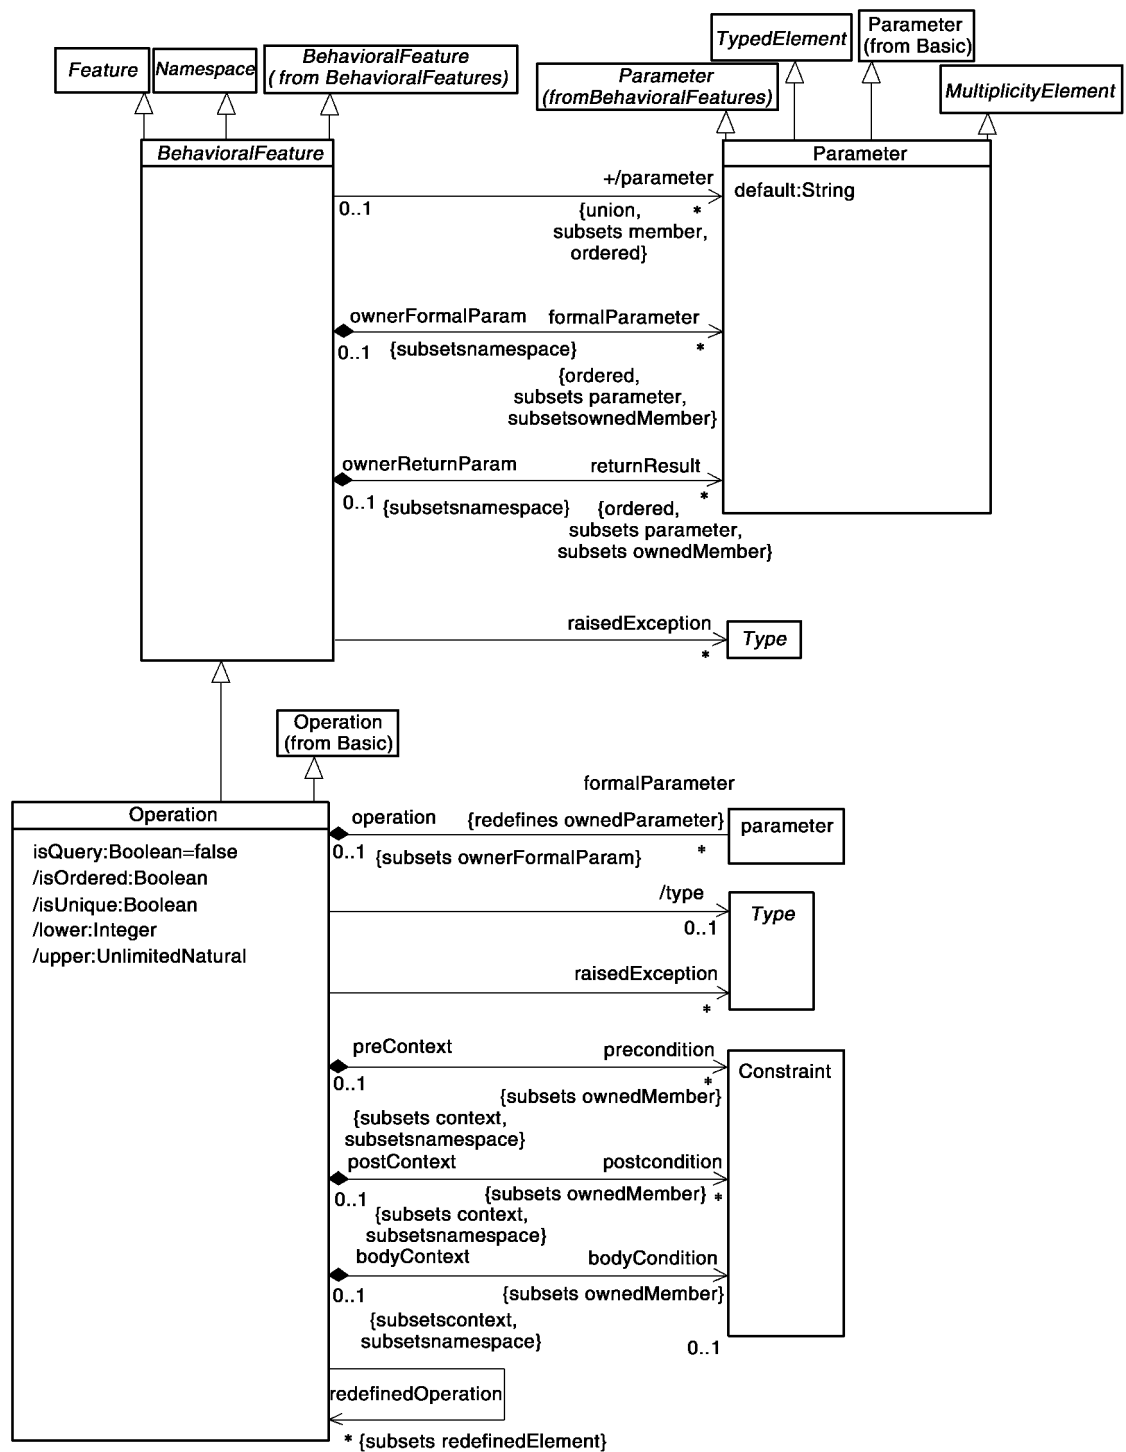 Feature
Namespace
BehavioralFeature
(from BehavioralFeatures)
Parameter
(fromBehavioralFeatures)
TypedElement
Parameter
(from Basic)
MultiplicityElement
BehavioralFeature
Parameter
default:String
+/parameter
0..1
*
{union,
subsets member,
ordered}
ownerFormalParam
formalParameter
0..1
{subsetsnamespace}
*
{ordered,
subsets parameter,
subsetsownedMember}
ownerReturnParam
returnResult
0..1
{subsetsnamespace}
*
{ordered,
subsets parameter,
subsets ownedMember}
raisedException
*
Type
Operation
(from Basic)
Operation
isQuery:Boolean=false
/isOrdered:Boolean
/isUnique:Boolean
/lower:Integer
/upper:UnlimitedNatural
formalParameter
operation
{redefines ownedParameter}
0..1
{subsets ownerFormalParam}
*
parameter
/type
0..1
Type
raisedException
*
preContext
precondition
0..1
*
{subsets ownedMember}
{subsets context,
subsetsnamespace}
Constraint
postContext
postcondition
0..1
{subsets ownedMember}
*
{subsets context,
subsetsnamespace}
bodyContext
bodyCondition
0..1
{subsets ownedMember}
{subsetscontext,
subsetsnamespace}
0..1
redefinedOperation
* {subsets redefinedElement}